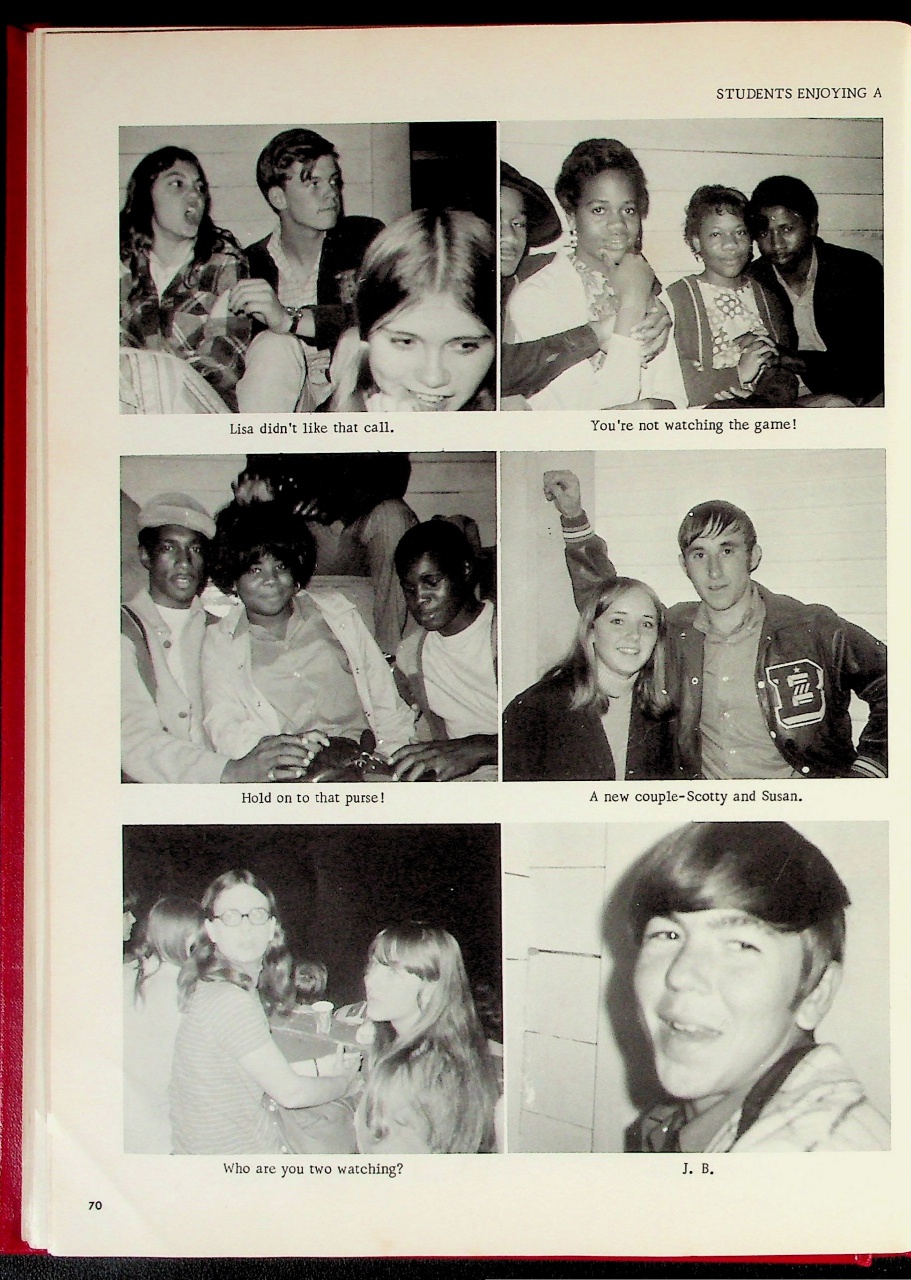 STUDENTS ENJOYING A
Lisa didn't like that call.
You're not watching the game!
B
Hold on to that purse!
A new couple-Scotty and Susan.
Who are you two watching?
J. B.
70